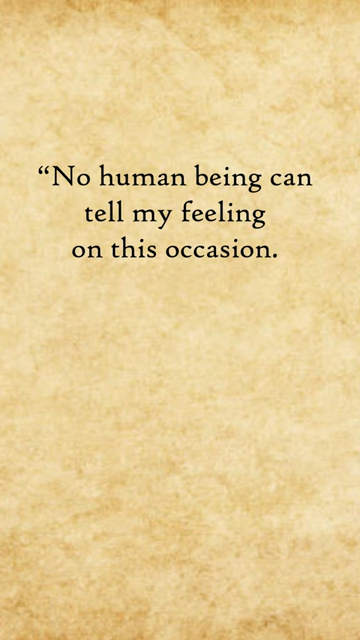 “No human being can
tell my feeling
on this occasion.